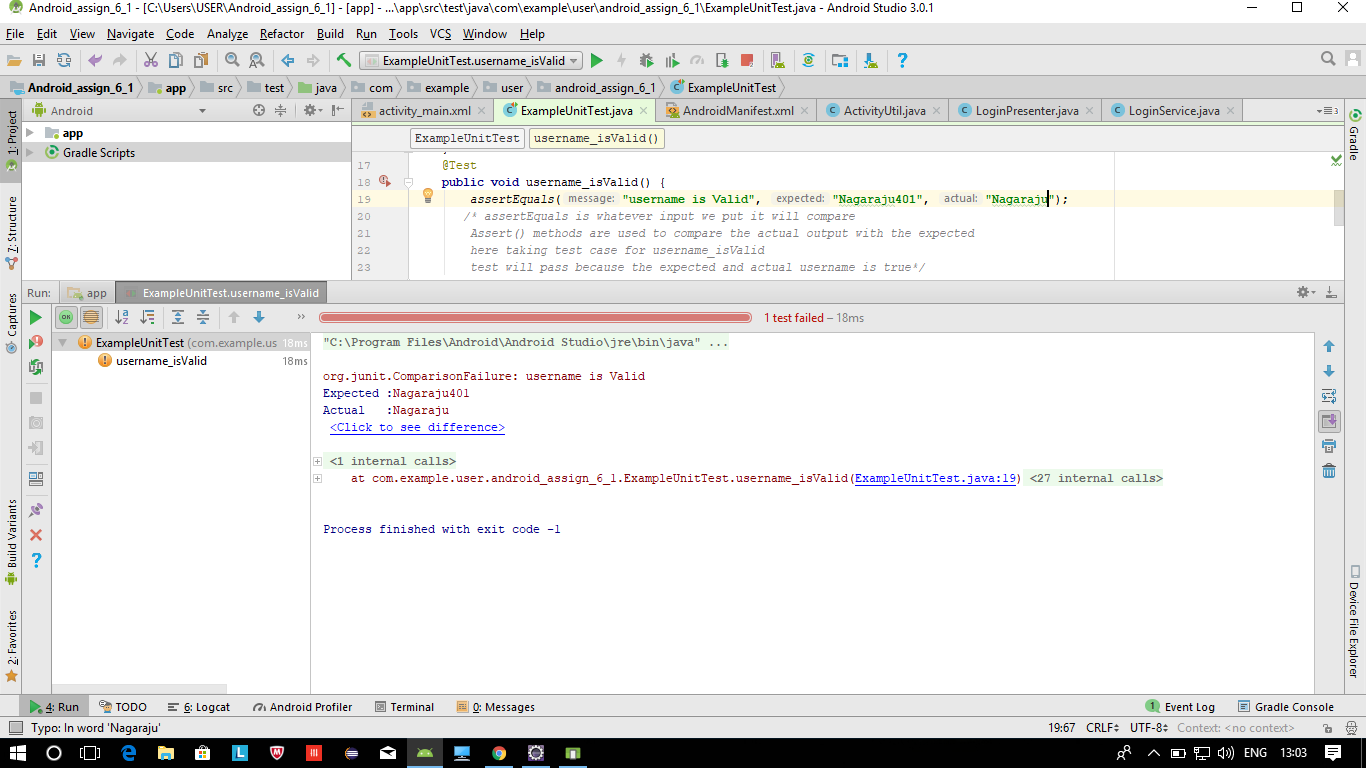 Android_assign_6_1 - [C:\Users\USER\Android_assign_6_1] - [app] - ...\app\src\test\java\com\example\user\android_assign_6_1\ExampleUnitTest.java - Android Studio 3.0.1
File Edit View Navigate Code Analyze Refactor Build Run Tools VCS Window Help
ExampleUnitTest.username_isValid
Android_assign_6_1 app src test java com example user android_assign_6_1 ExampleUnitTest
1: Project
7: Structure
Captures
Build Variants
2: Favorites
Android
app
Gradle Scripts
activity_main.xml ExampleUnitTest.java AndroidManifest.xml ActivityUtil.java LoginPresenter.java LoginService.java
3
ExampleUnitTest username_isValid()
17 @Test
18 public void username_isValid() {
19 assertEquals( message: "username is Valid", expected: "Nagaraju401", actual: "Nagaraju");
20 /* assertEquals is whatever input we put it will compare
21 Assert() methods are used to compare the actual output with the expected
22 here taking test case for username_isValid
23 test will pass because the expected and actual username is true*/
Gradle
Device File Explorer
Run: app ExampleUnitTest.username_isValid
OK
1 test failed – 18ms
ExampleUnitTest (com.example.us 18ms
username_isValid 18ms
"C:\Program Files\Android\Android Studio\jre\bin\java" ...
org.junit.ComparisonFailure: username is Valid
Expected :Nagaraju401
Actual :Nagaraju
<Click to see difference>
<1 internal calls>
at com.example.user.android_assign_6_1.ExampleUnitTest.username_isValid(ExampleUnitTest.java:19) <27 internal calls>
Process finished with exit code -1
4: Run TODO 6: Logcat Android Profiler Terminal 0: Messages 1 Event Log Gradle Console
Typo: In word 'Nagaraju' 19:67 CRLF UTF-8 Context: <no context>
ENG 13:03